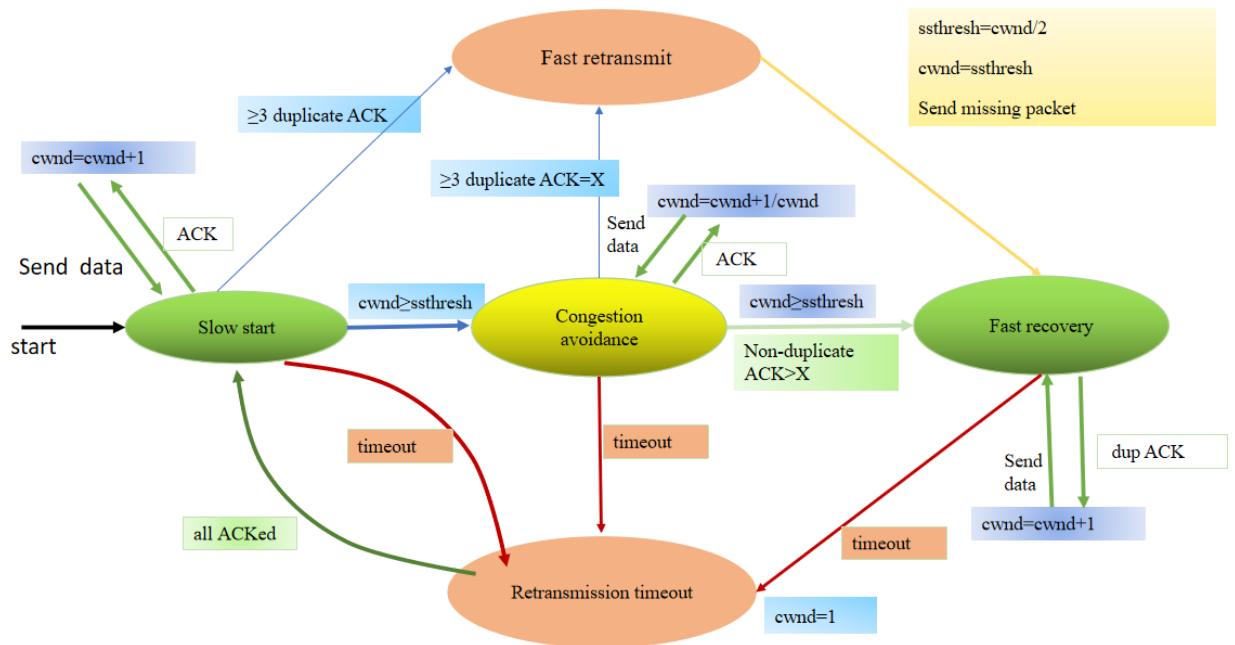 ssthresh=cwnd/2
cwnd=ssthresh
Send missing packet
Fast retransmit
≥3 duplicate ACK
cwnd=cwnd+1
≥3 duplicate ACK=X
cwnd=cwnd+1/cwnd
Send
data
ACK
ACK
Send data
cwnd≥ssthresh
cwnd≥ssthresh
Slow start
Congestion
avoidance
Fast recovery
start
Non-duplicate
ACK>X
timeout
timeout
dup ACK
Send
data
all ACKed
cwnd=cwnd+1
timeout
Retransmission timeout
cwnd=1